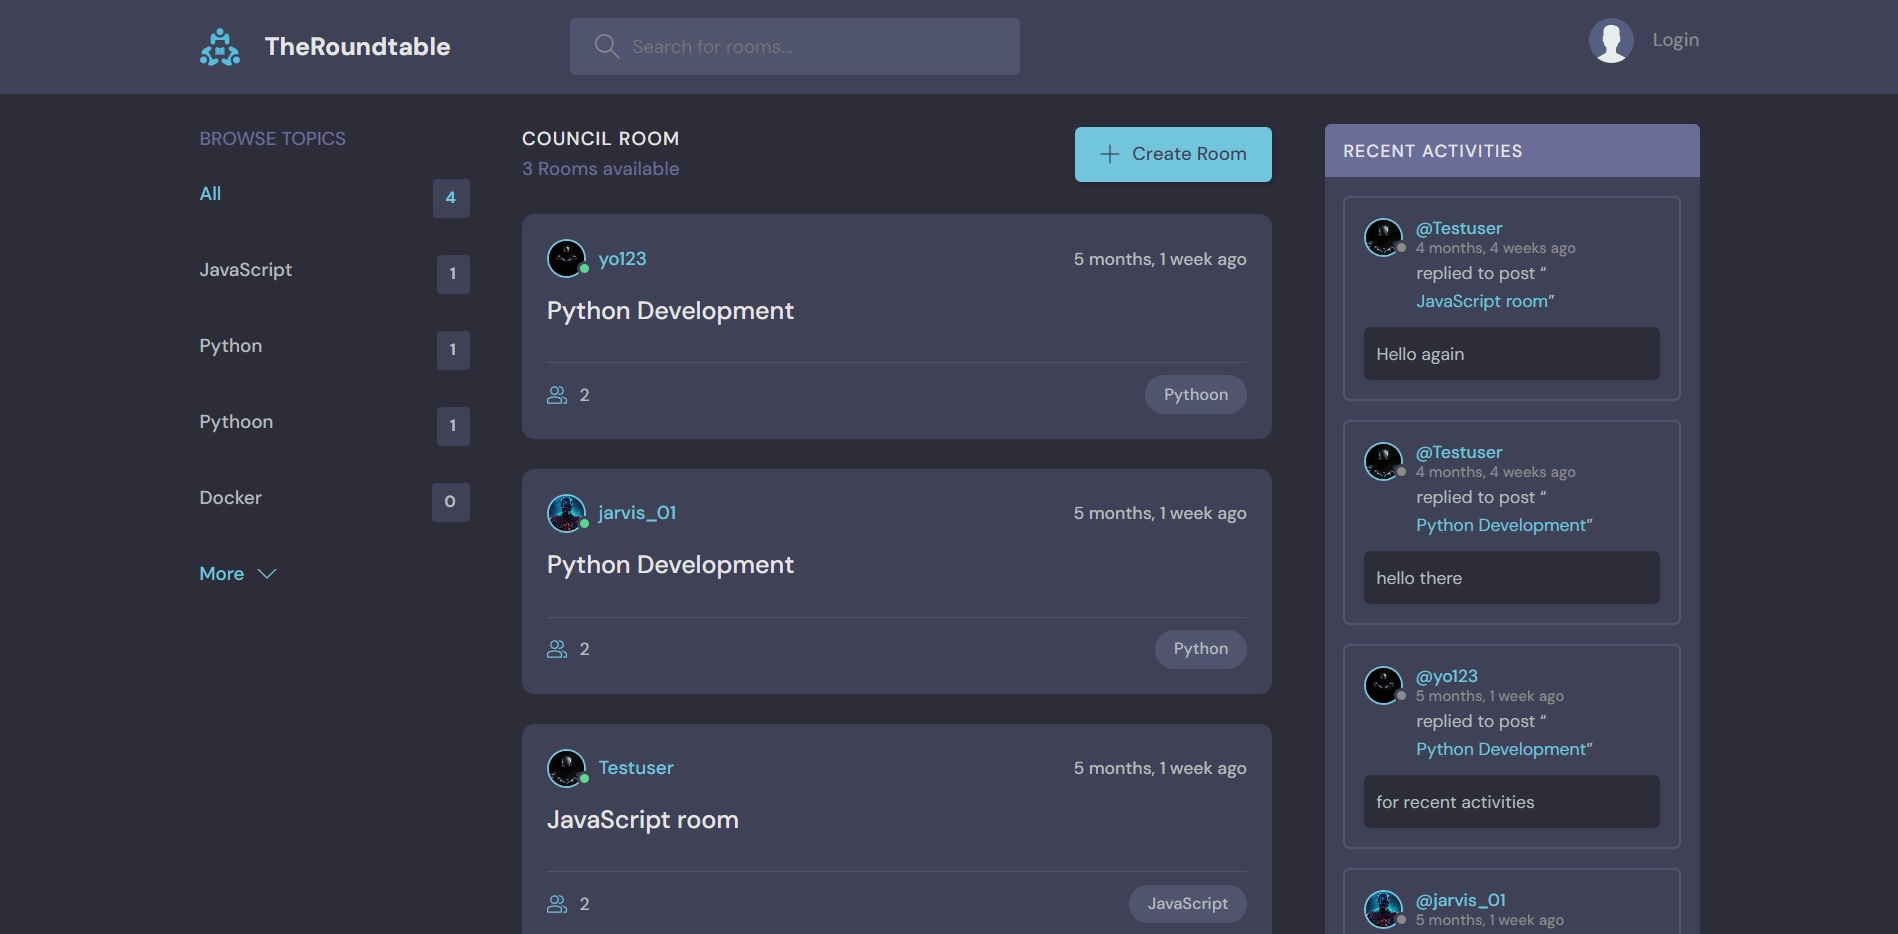 TheRoundtable
Search for rooms...
Login
BROWSE TOPICS
All 4
JavaScript 1
Python 1
Pythoon 1
Docker 0
More
COUNCIL ROOM
3 Rooms available
Create Room
yo123 5 months, 1 week ago
Python Development
2 Pythoon
jarvis_01 5 months, 1 week ago
Python Development
2 Python
Testuser 5 months, 1 week ago
JavaScript room
2 JavaScript
RECENT ACTIVITIES
@Testuser
4 months, 4 weeks ago
replied to post “
JavaScript room”
Hello again
@Testuser
4 months, 4 weeks ago
replied to post “
Python Development”
hello there
@yo123
5 months, 1 week ago
replied to post “
Python Development”
for recent activities
@jarvis_01
5 months, 1 week ago